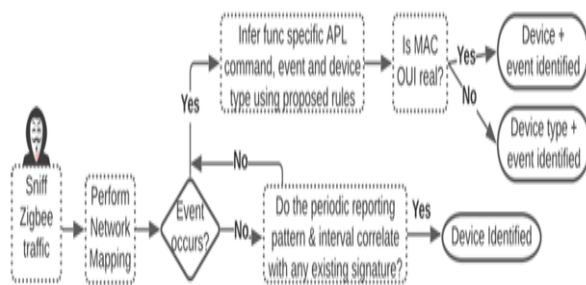 Infer func specific APL
command, event and device
type using proposed rules
Is MAC
OUI real?
Yes
No
Device +
event identified
Device type +
event identified
Yes
Sniff
Zigbee
traffic
Perform
Network
Mapping
Event
occurs?
No
No
Do the periodic reporting
pattern & interval correlate
with any existing signature?
Yes
Device Identified